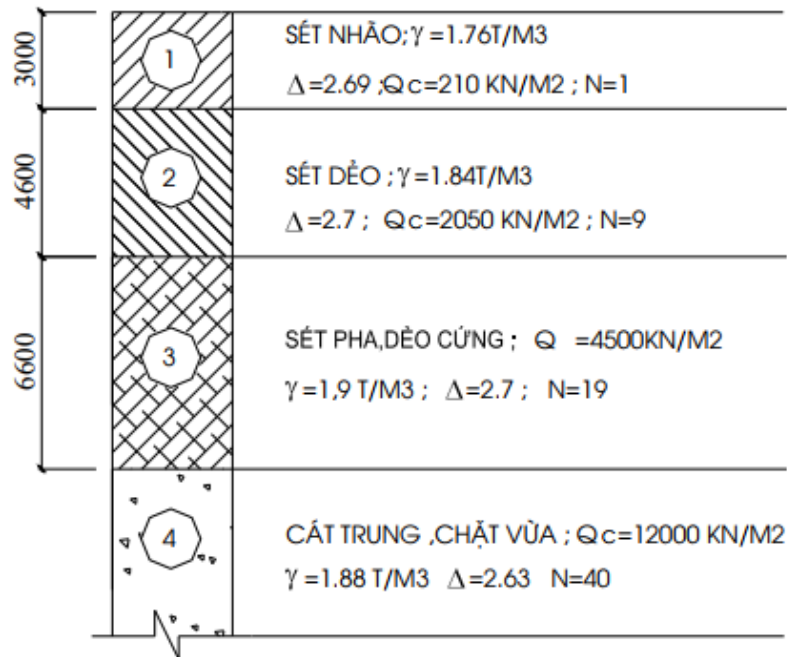 3000
1
SÉT NHÃO;γ =1.76T/M3
Δ=2.69 ;Qc=210 KN/M2 ; N=1
4600
2
SÉT DẺO ; γ =1.84T/M3
Δ=2.7 ; Qc=2050 KN/M2 ; N=9
6600
3
SÉT PHA,DẺO CỨNG ; Q =4500KN/M2
γ =1,9 T/M3 ; Δ=2.7 ; N=19
4
CÁT TRUNG ,CHẶT VỪA ; Qc=12000 KN/M2
γ =1.88 T/M3 Δ=2.63 N=40